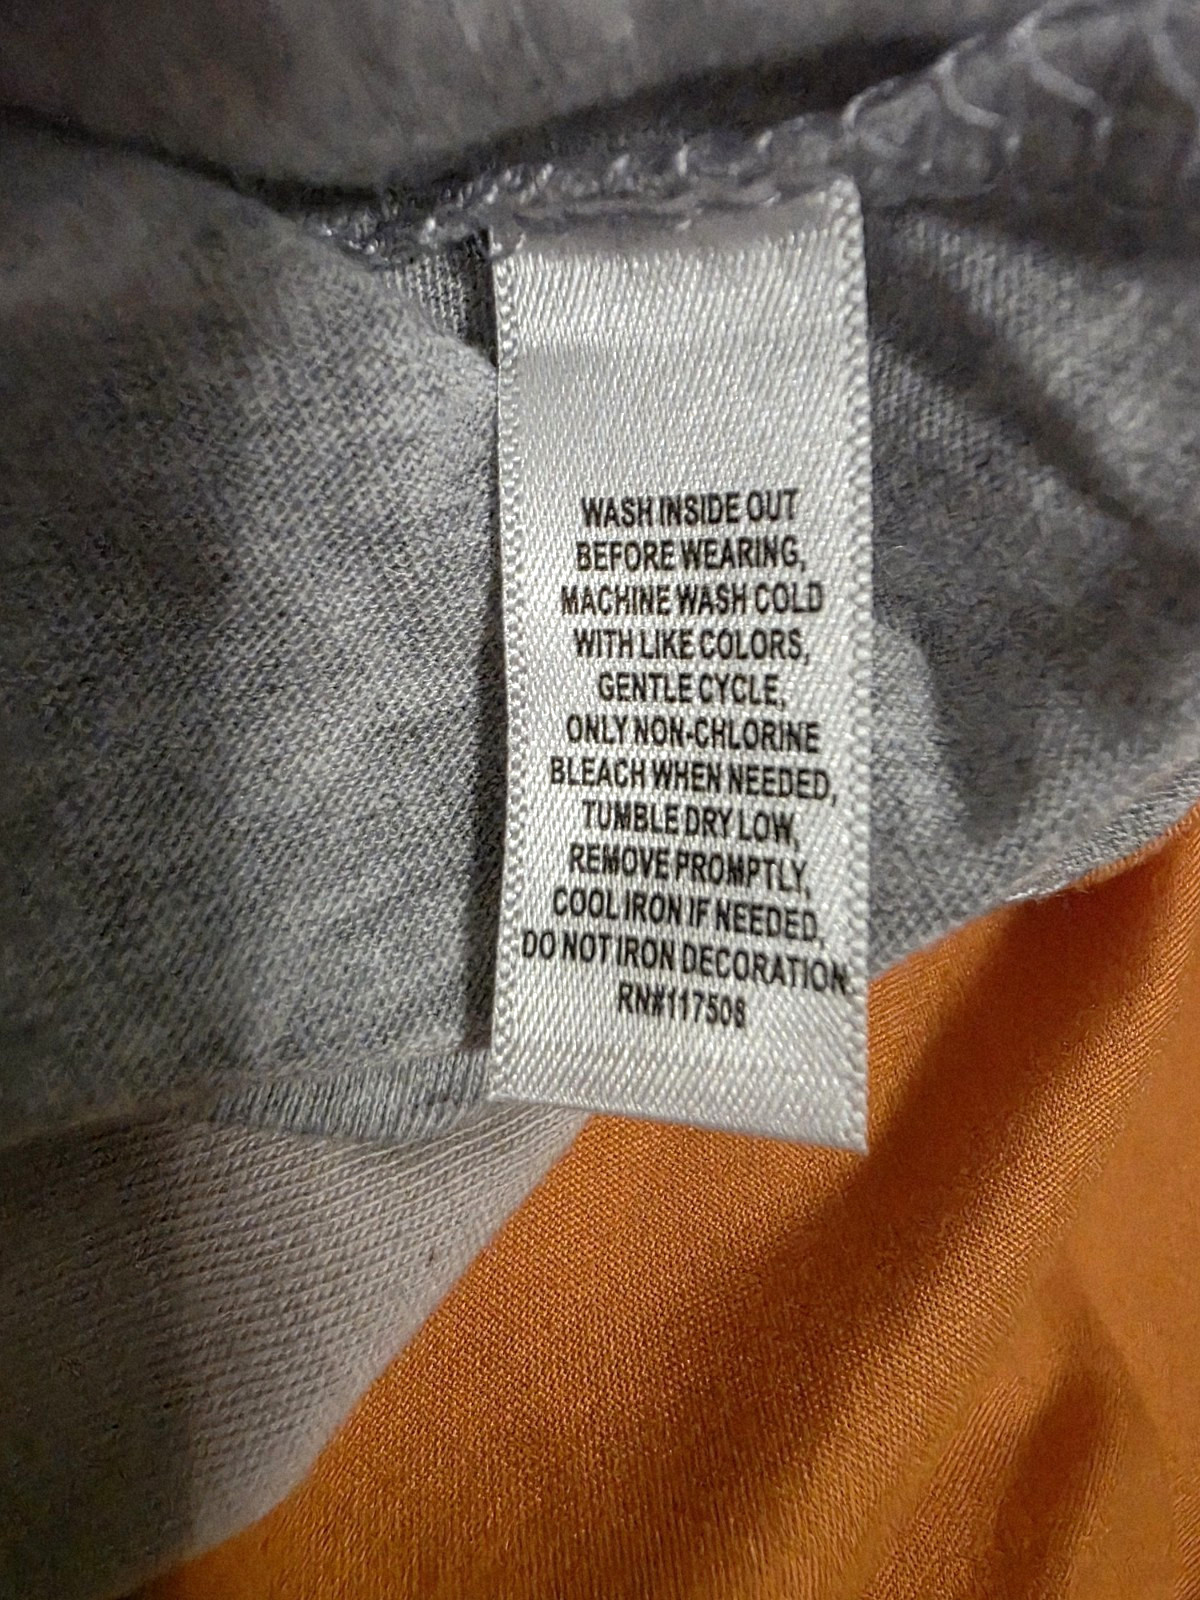 WASH INSIDE OUT
BEFORE WEARING,
MACHINE WASH COLD
WITH LIKE COLORS,
GENTLE CYCLE,
ONLY NON-CHLORINE
BLEACH WHEN NEEDED,
TUMBLE DRY LOW,
REMOVE PROMPTLY,
COOL IRON IF NEEDED,
DO NOT IRON DECORATION.
RN#117508